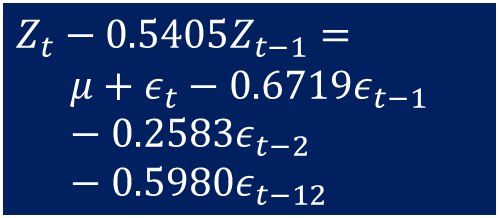 Z_t − 0.5405Z_{t−1} =
μ + ϵ_t − 0.6719ϵ_{t−1}
− 0.2583ϵ_{t−2}
− 0.5980ϵ_{t−12}